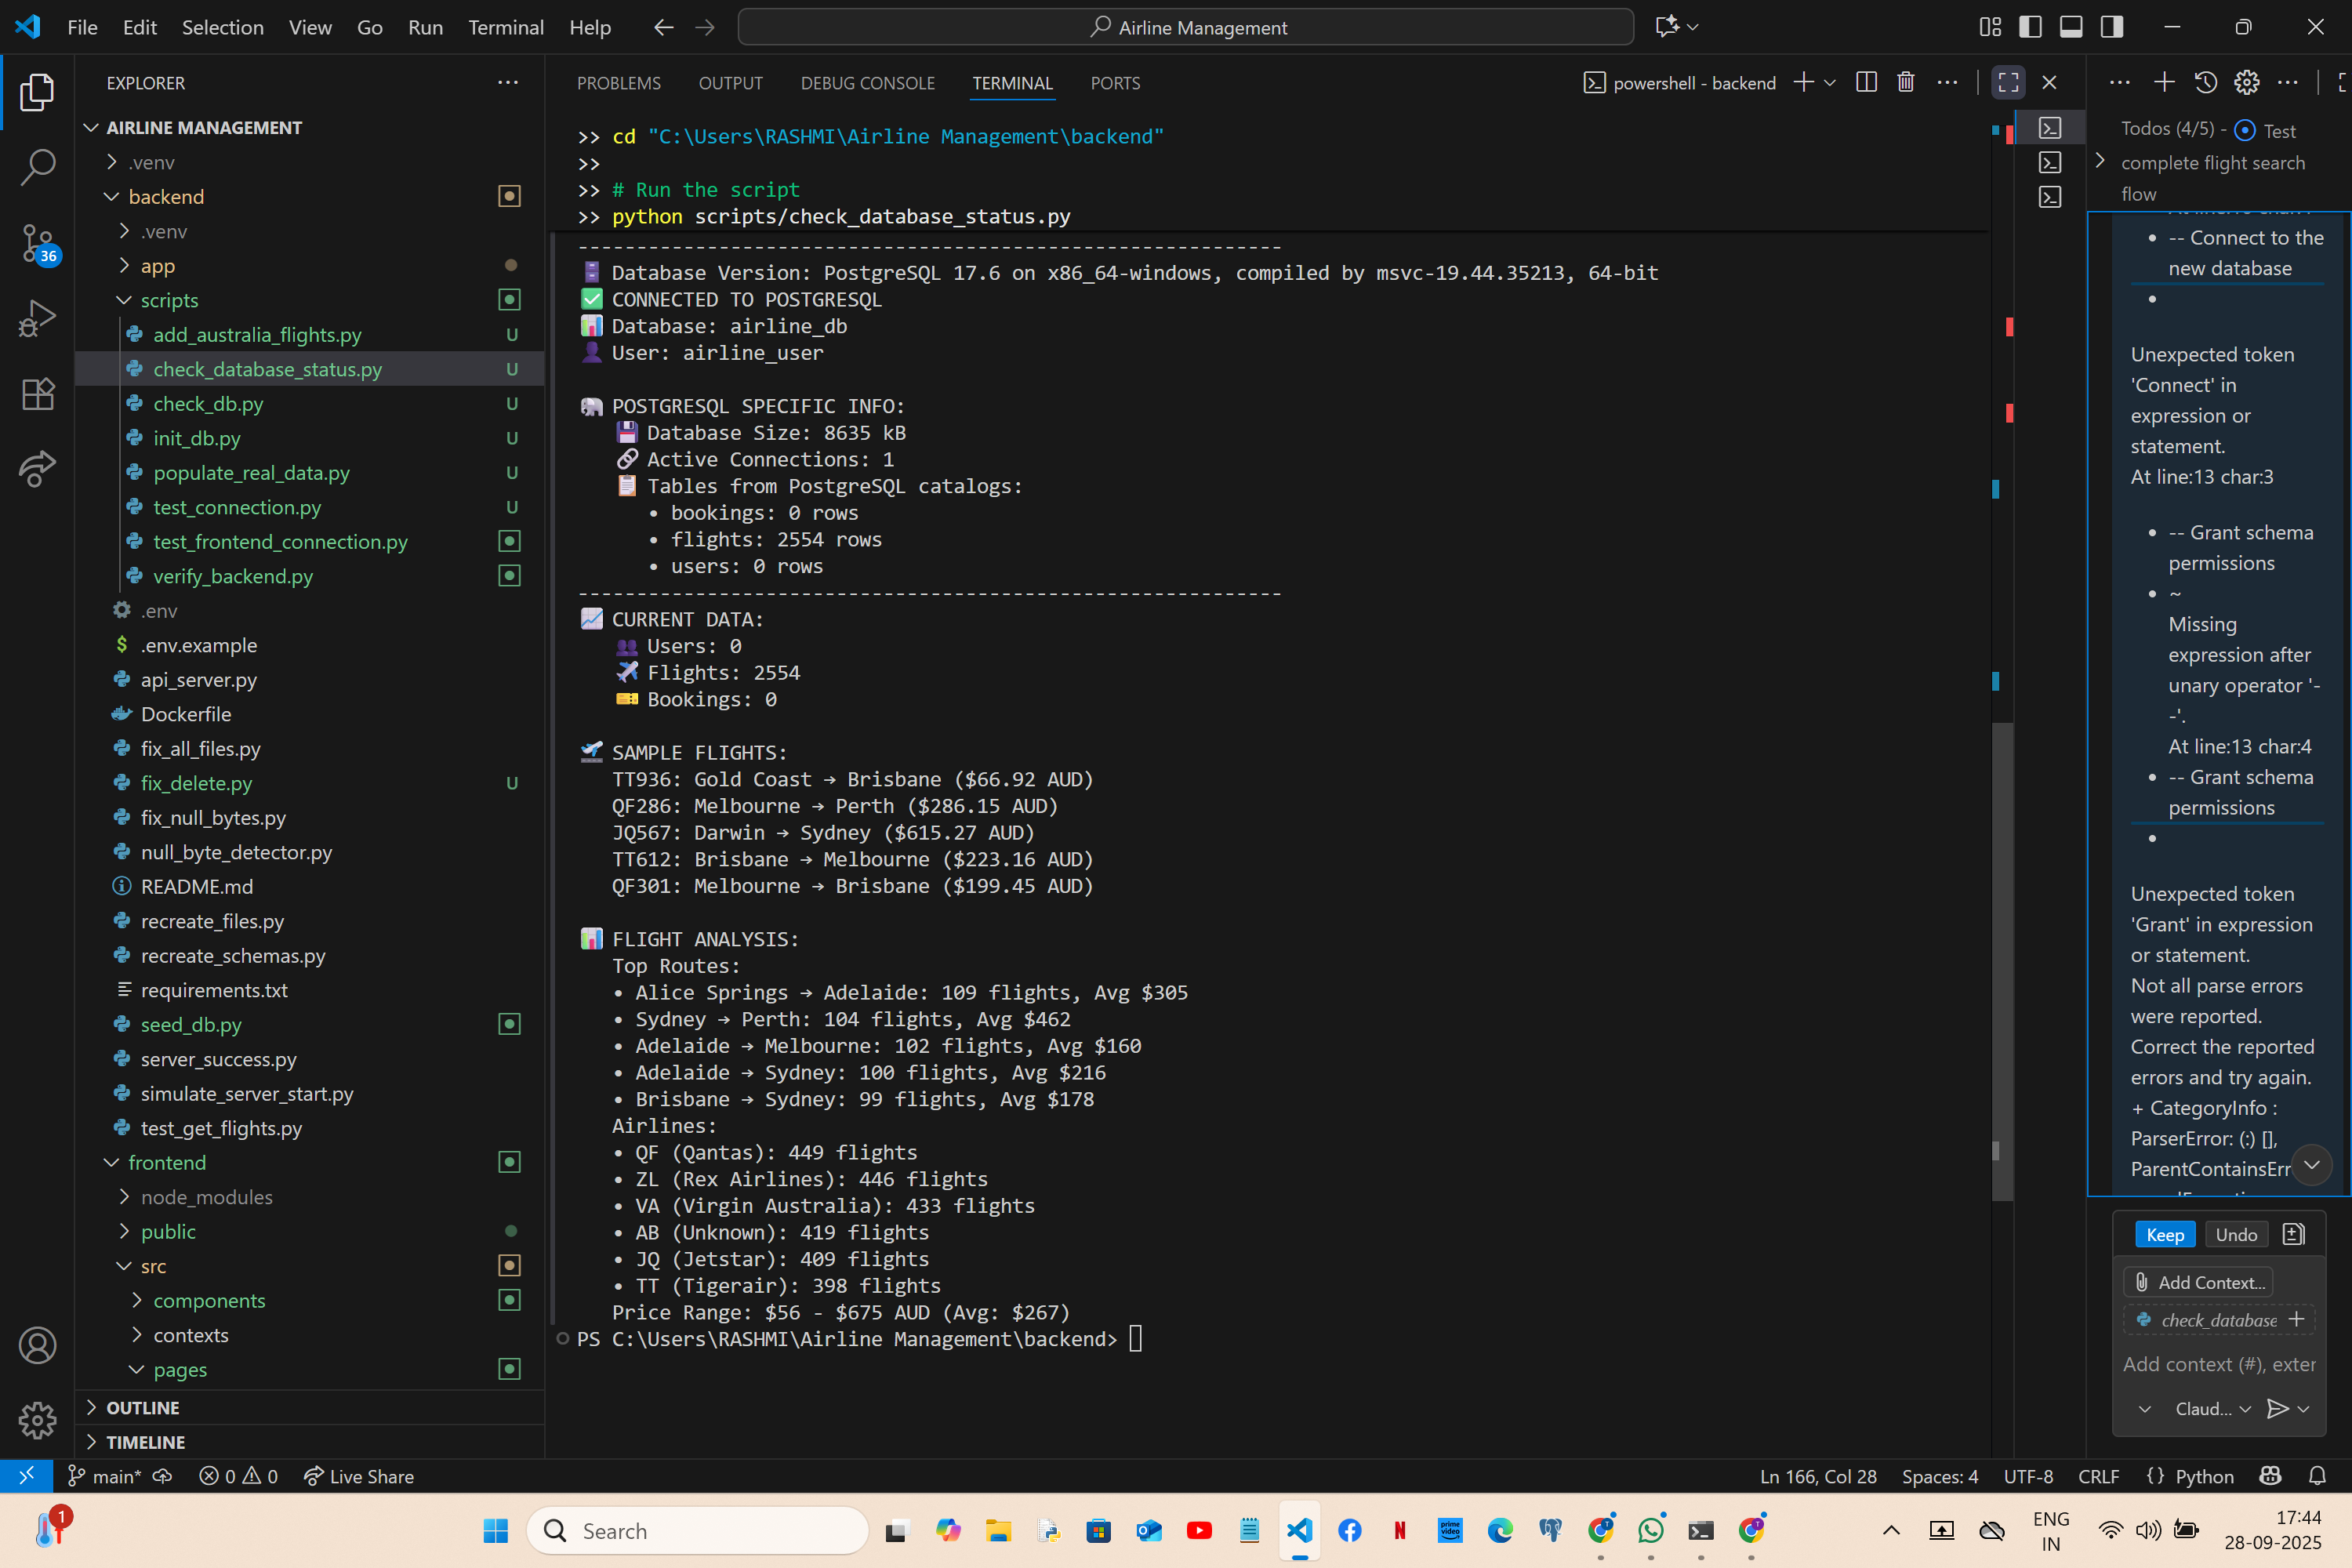 File Edit Selection View Go Run Terminal Help
Airline Management
EXPLORER
AIRLINE MANAGEMENT
.venv
backend
.venv
app
scripts
add_australia_flights.py U
check_database_status.py U
check_db.py U
init_db.py U
populate_real_data.py U
test_connection.py U
test_frontend_connection.py
verify_backend.py
.env
.env.example
api_server.py
Dockerfile
fix_all_files.py
fix_delete.py U
fix_null_bytes.py
null_byte_detector.py
README.md
recreate_files.py
recreate_schemas.py
requirements.txt
seed_db.py
server_success.py
simulate_server_start.py
test_get_flights.py
frontend
node_modules
public
src
components
contexts
pages
OUTLINE
TIMELINE
36
PROBLEMS OUTPUT DEBUG CONSOLE TERMINAL PORTS
powershell - backend
>> cd "C:\Users\RASHMI\Airline Management\backend"
>>
>> # Run the script
>> python scripts/check_database_status.py
------------------------------------------------------------
🗄️ Database Version: PostgreSQL 17.6 on x86_64-windows, compiled by msvc-19.44.35213, 64-bit
✅ CONNECTED TO POSTGRESQL
📊 Database: airline_db
👤 User: airline_user
🐘 POSTGRESQL SPECIFIC INFO:
💾 Database Size: 8635 kB
🔗 Active Connections: 1
📋 Tables from PostgreSQL catalogs:
• bookings: 0 rows
• flights: 2554 rows
• users: 0 rows
------------------------------------------------------------
📈 CURRENT DATA:
👥 Users: 0
✈️ Flights: 2554
🎫 Bookings: 0
🛫 SAMPLE FLIGHTS:
TT936: Gold Coast → Brisbane ($66.92 AUD)
QF286: Melbourne → Perth ($286.15 AUD)
JQ567: Darwin → Sydney ($615.27 AUD)
TT612: Brisbane → Melbourne ($223.16 AUD)
QF301: Melbourne → Brisbane ($199.45 AUD)
📊 FLIGHT ANALYSIS:
Top Routes:
• Alice Springs → Adelaide: 109 flights, Avg $305
• Sydney → Perth: 104 flights, Avg $462
• Adelaide → Melbourne: 102 flights, Avg $160
• Adelaide → Sydney: 100 flights, Avg $216
• Brisbane → Sydney: 99 flights, Avg $178
Airlines:
• QF (Qantas): 449 flights
• ZL (Rex Airlines): 446 flights
• VA (Virgin Australia): 433 flights
• AB (Unknown): 419 flights
• JQ (Jetstar): 409 flights
• TT (Tigerair): 398 flights
Price Range: $56 - $675 AUD (Avg: $267)
PS C:\Users\RASHMI\Airline Management\backend>
Todos (4/5) - Test
complete flight search
flow
• -- Connect to the
new database
•
Unexpected token
'Connect' in
expression or
statement.
At line:13 char:3
• -- Grant schema
permissions
• ~
Missing
expression after
unary operator '-
-'.
At line:13 char:4
• -- Grant schema
permissions
•
Unexpected token
'Grant' in expression
or statement.
Not all parse errors
were reported.
Correct the reported
errors and try again.
+ CategoryInfo :
ParserError: (:) [],
ParentContainsErr
Keep Undo
Add Context...
check_database
Add context (#), exter
Claud...
main* 0 0 Live Share
Ln 166, Col 28 Spaces: 4 UTF-8 CRLF {} Python
1
Search
prime video
N
ENG
IN
17:44
28-09-2025